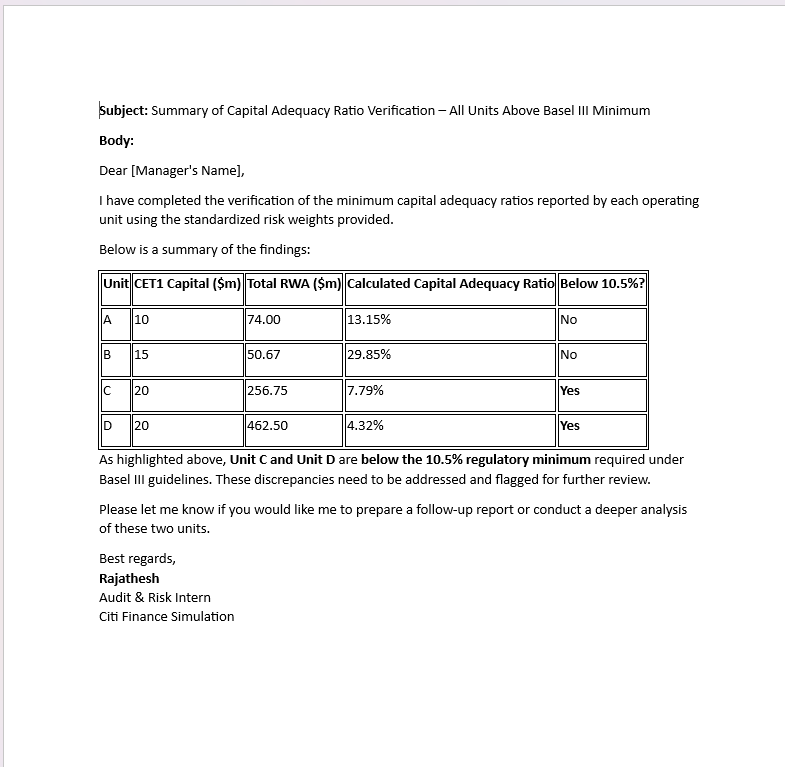 Subject: Summary of Capital Adequacy Ratio Verification – All Units Above Basel III Minimum
Body:
Dear [Manager's Name],
I have completed the verification of the minimum capital adequacy ratios reported by each operating
unit using the standardized risk weights provided.
Below is a summary of the findings:
Unit CET1 Capital ($m) Total RWA ($m) Calculated Capital Adequacy Ratio Below 10.5%?
A 10 74.00 13.15% No
B 15 50.67 29.85% No
C 20 256.75 7.79% Yes
D 20 462.50 4.32% Yes
As highlighted above, Unit C and Unit D are below the 10.5% regulatory minimum required under
Basel III guidelines. These discrepancies need to be addressed and flagged for further review.
Please let me know if you would like me to prepare a follow-up report or conduct a deeper analysis
of these two units.
Best regards,
Rajathesh
Audit & Risk Intern
Citi Finance Simulation